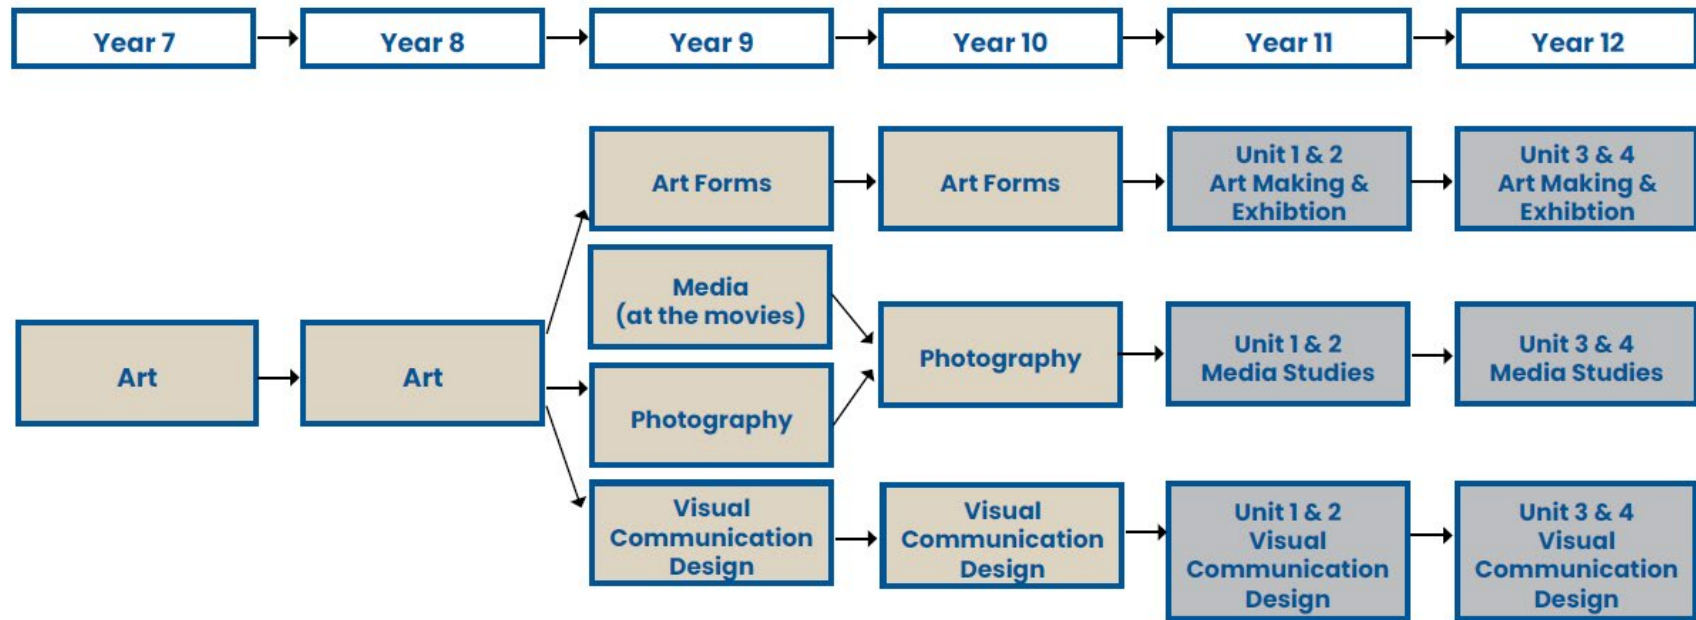 Year 7
Year 8
Year 9
Year 10
Year 11
Year 12
Art Forms
Art Forms
Unit 1 & 2
Art Making &
Exhibtion
Unit 3 & 4
Art Making &
Exhibtion
Media
(at the movies)
Art
Art
Photography
Photography
Unit 1 & 2
Media Studies
Unit 3 & 4
Media Studies
Visual
Communication
Design
Visual
Communication
Design
Unit 1 & 2
Visual
Communication
Design
Unit 3 & 4
Visual
Communication
Design